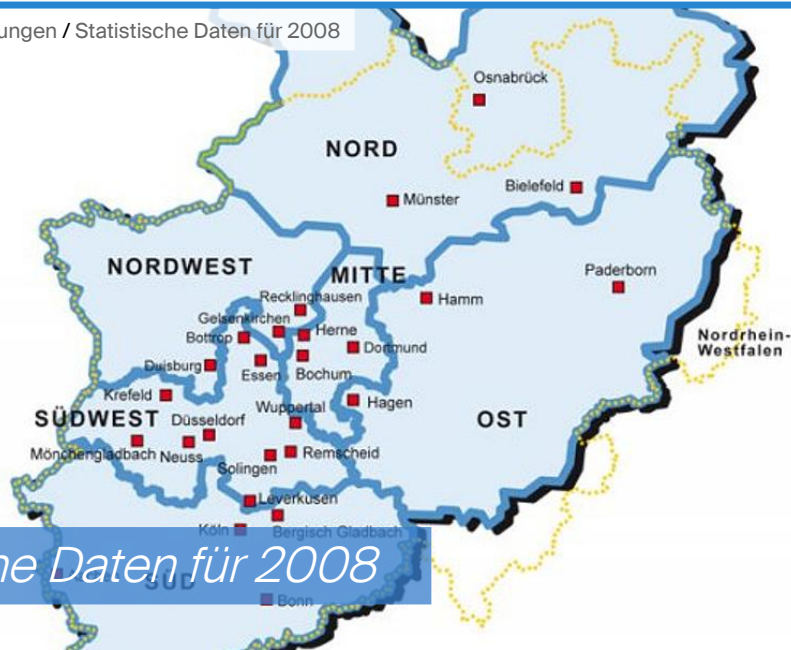 ungen / Statistische Daten für 2008
Osnabrück
NORD
Bielefeld
Münster
NORDWEST
MITTE
Paderborn
Recklinghausen
Hamm
Gelsenkirchen
Herne
Bottrop
Dortmund
Nordrhein-
Westfalen
Duisburg
Essen
Bochum
Krefeld
Hagen
Wuppertal
SÜDWEST
Düsseldorf
OST
Mönchengladbach
Neuss
Remscheid
Solingen
Leverkusen
Köln
Bergisch Gladbach
he Daten für 2008
SÜD
Bonn